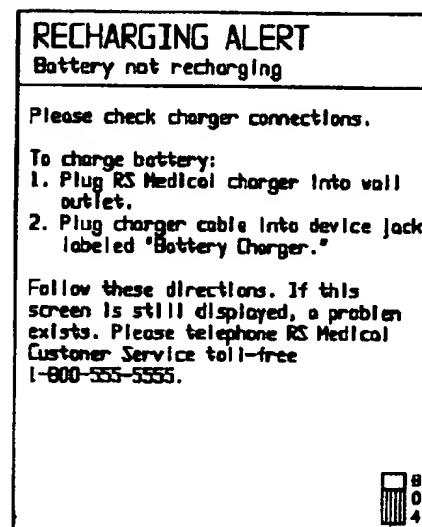 RECHARGING ALERT
Battery not recharging
Please check charger connections.
To charge battery:
1. Plug RS Medical charger into wall
outlet.
2. Plug charger cable into device jack
labeled "Battery Charger."
Follow these directions. If this
screen is still displayed, a problem
exists. Please telephone RS Medical
Customer Service toll-free
1-800-555-5555.
8
0
4